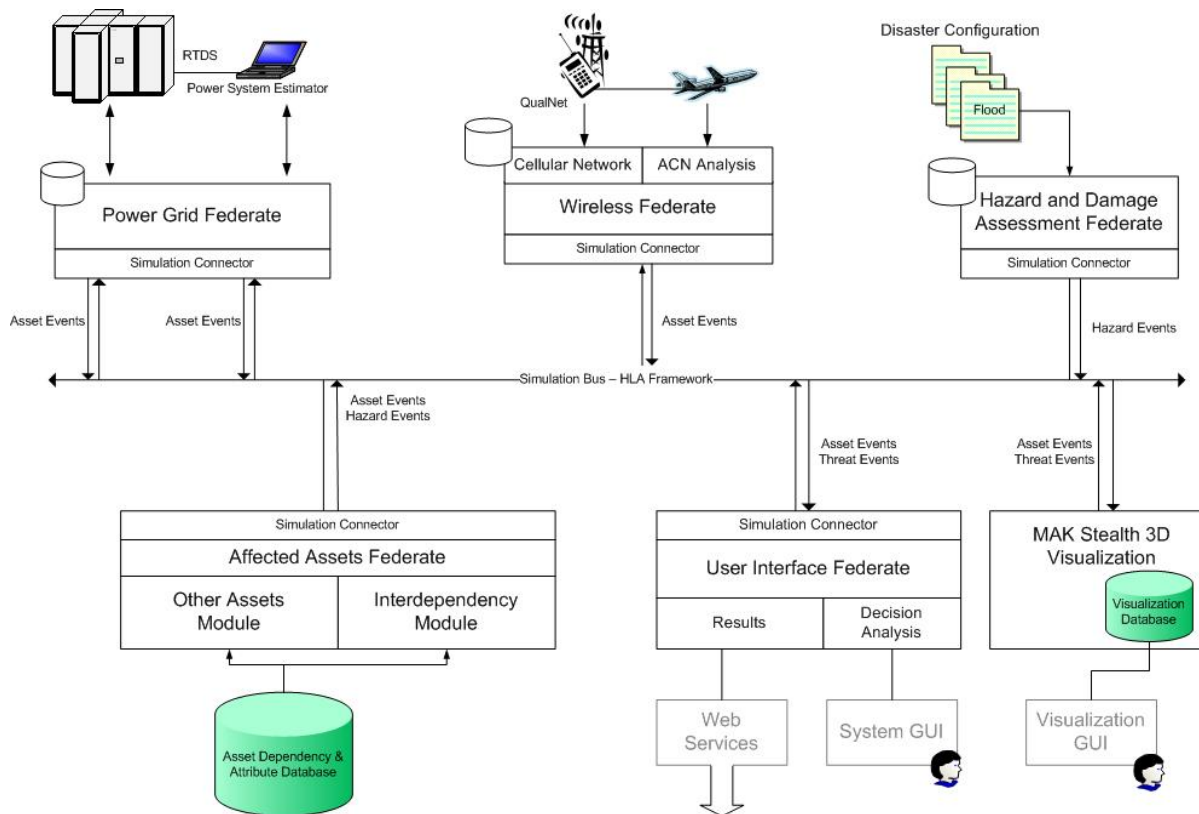 RTDS
Power System Estimator
QualNet
Disaster Configuration
Flood
Cellular Network
ACN Analysis
Power Grid Federate
Wireless Federate
Hazard and Damage
Assessment Federate
Simulation Connector
Simulation Connector
Simulation Connector
Asset Events
Asset Events
Asset Events
Hazard Events
Simulation Bus – HLA Framework
Asset Events
Hazard Events
Asset Events
Threat Events
Asset Events
Threat Events
Simulation Connector
Affected Assets Federate
Other Assets
Module
Interdependency
Module
Asset Dependency &
Attribute Database
Simulation Connector
User Interface Federate
Results
Decision
Analysis
MAK Stealth 3D
Visualization
Visualization
Database
Web
Services
System GUI
Visualization
GUI